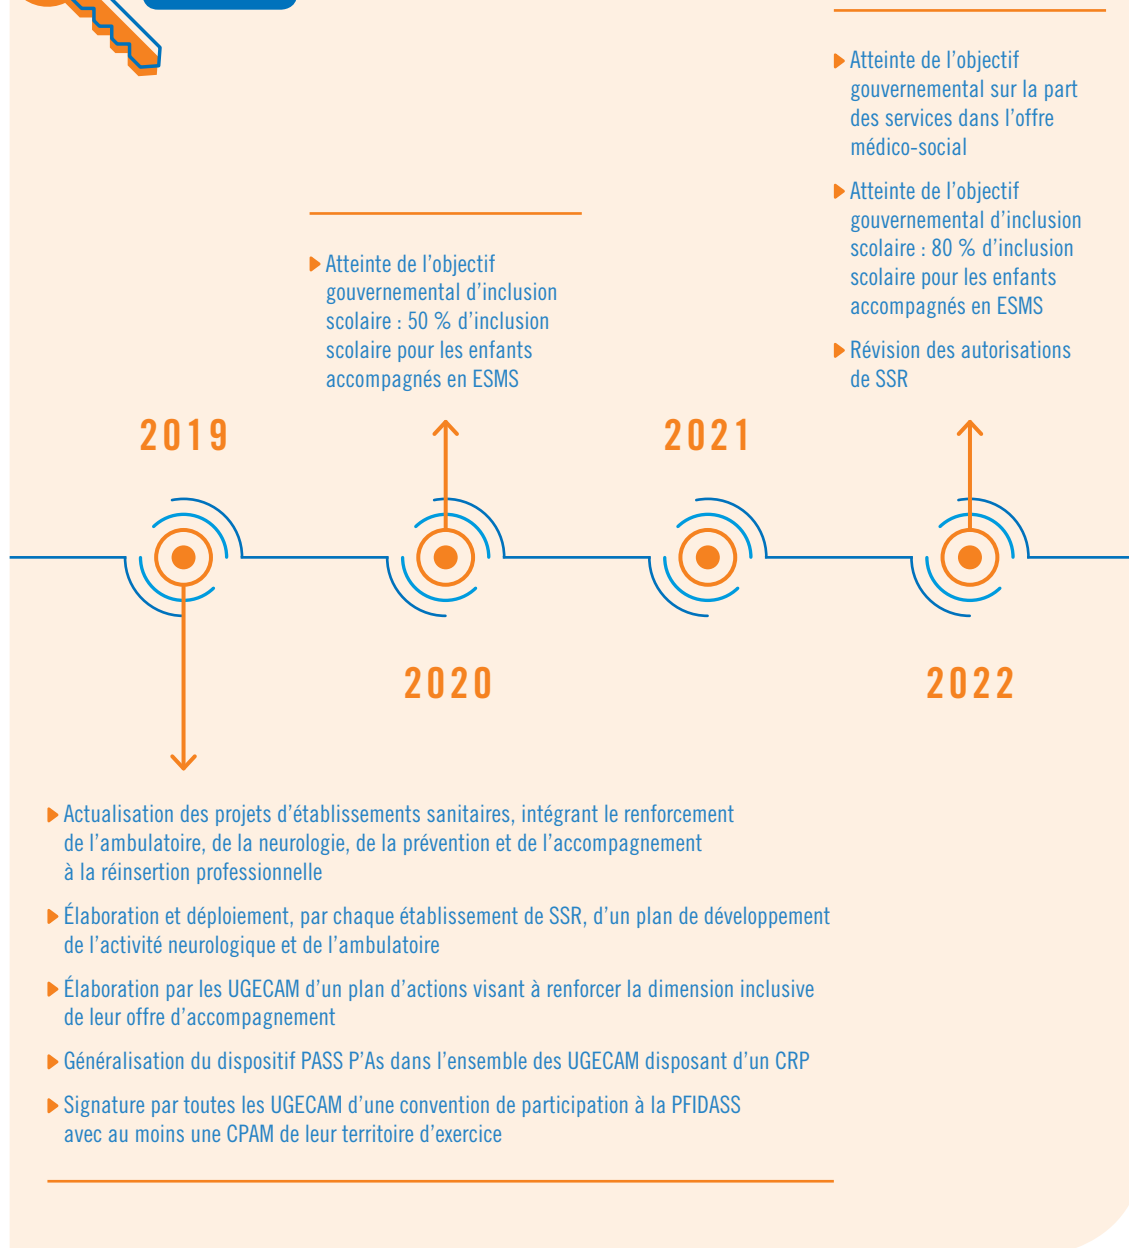 Atteinte de l’objectif
gouvernemental sur la part
des services dans l’offre
médico-social
Atteinte de l’objectif
gouvernemental d’inclusion
scolaire : 80 % d’inclusion
scolaire pour les enfants
accompagnés en ESMS
Révision des autorisations
de SSR
Atteinte de l’objectif
gouvernemental d’inclusion
scolaire : 50 % d’inclusion
scolaire pour les enfants
accompagnés en ESMS
2019
2021
2020
2022
Actualisation des projets d’établissements sanitaires, intégrant le renforcement
de l’ambulatoire, de la neurologie, de la prévention et de l’accompagnement
à la réinsertion professionnelle
Élaboration et déploiement, par chaque établissement de SSR, d’un plan de développement
de l’activité neurologique et de l’ambulatoire
Élaboration par les UGECAM d’un plan d’actions visant à renforcer la dimension inclusive
de leur offre d’accompagnement
Généralisation du dispositif PASS P’As dans l’ensemble des UGECAM disposant d’un CRP
Signature par toutes les UGECAM d’une convention de participation à la PFIDASS
avec au moins une CPAM de leur territoire d’exercice